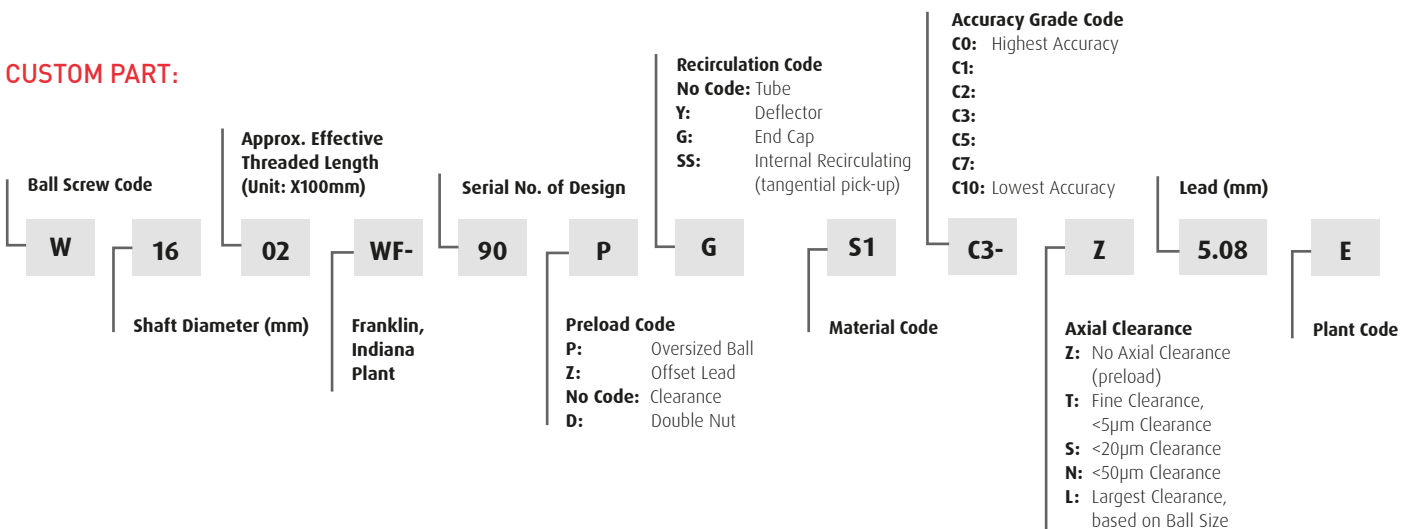 CUSTOM PART:
Ball Screw Code
W
16
Shaft Diameter (mm)
Approx. Effective
Threaded Length
(Unit: X100mm)
02
WF-
Franklin,
Indiana
Plant
Serial No. of Design
90
P
Preload Code
P: Oversized Ball
Z: Offset Lead
No Code: Clearance
D: Double Nut
Recirculation Code
No Code: Tube
Y: Deflector
G: End Cap
SS: Internal Recirculating
(tangential pick-up)
G
S1
Material Code
Accuracy Grade Code
C0: Highest Accuracy
C1:
C2:
C3:
C5:
C7:
C10: Lowest Accuracy
C3-
Z
Axial Clearance
Z: No Axial Clearance
(preload)
T: Fine Clearance,
<5µm Clearance
S: <20µm Clearance
N: <50µm Clearance
L: Largest Clearance,
based on Ball Size
Lead (mm)
5.08
E
Plant Code